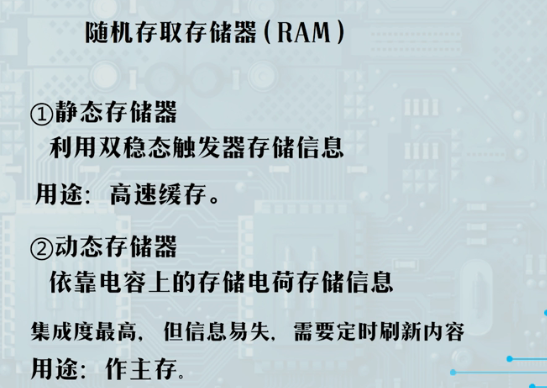 随机存取存储器(RAM)
①静态存储器
利用双稳态触发器存储信息
用途：高速缓存。
②动态存储器
依靠电容上的存储电荷存储信息
集成度最高，但信息易失，需要定时刷新内容
用途：作主存。